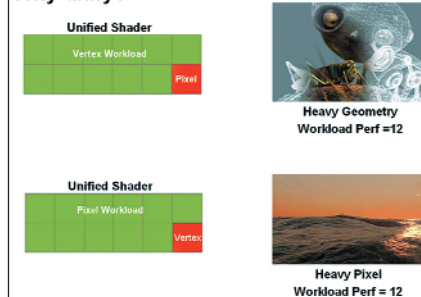 Unified Shader
Vertex Workload
Pixel
Heavy Geometry
Workload Perf =12
Unified Shader
Pixel Workload
Vertex
Heavy Pixel
Workload Perf = 12